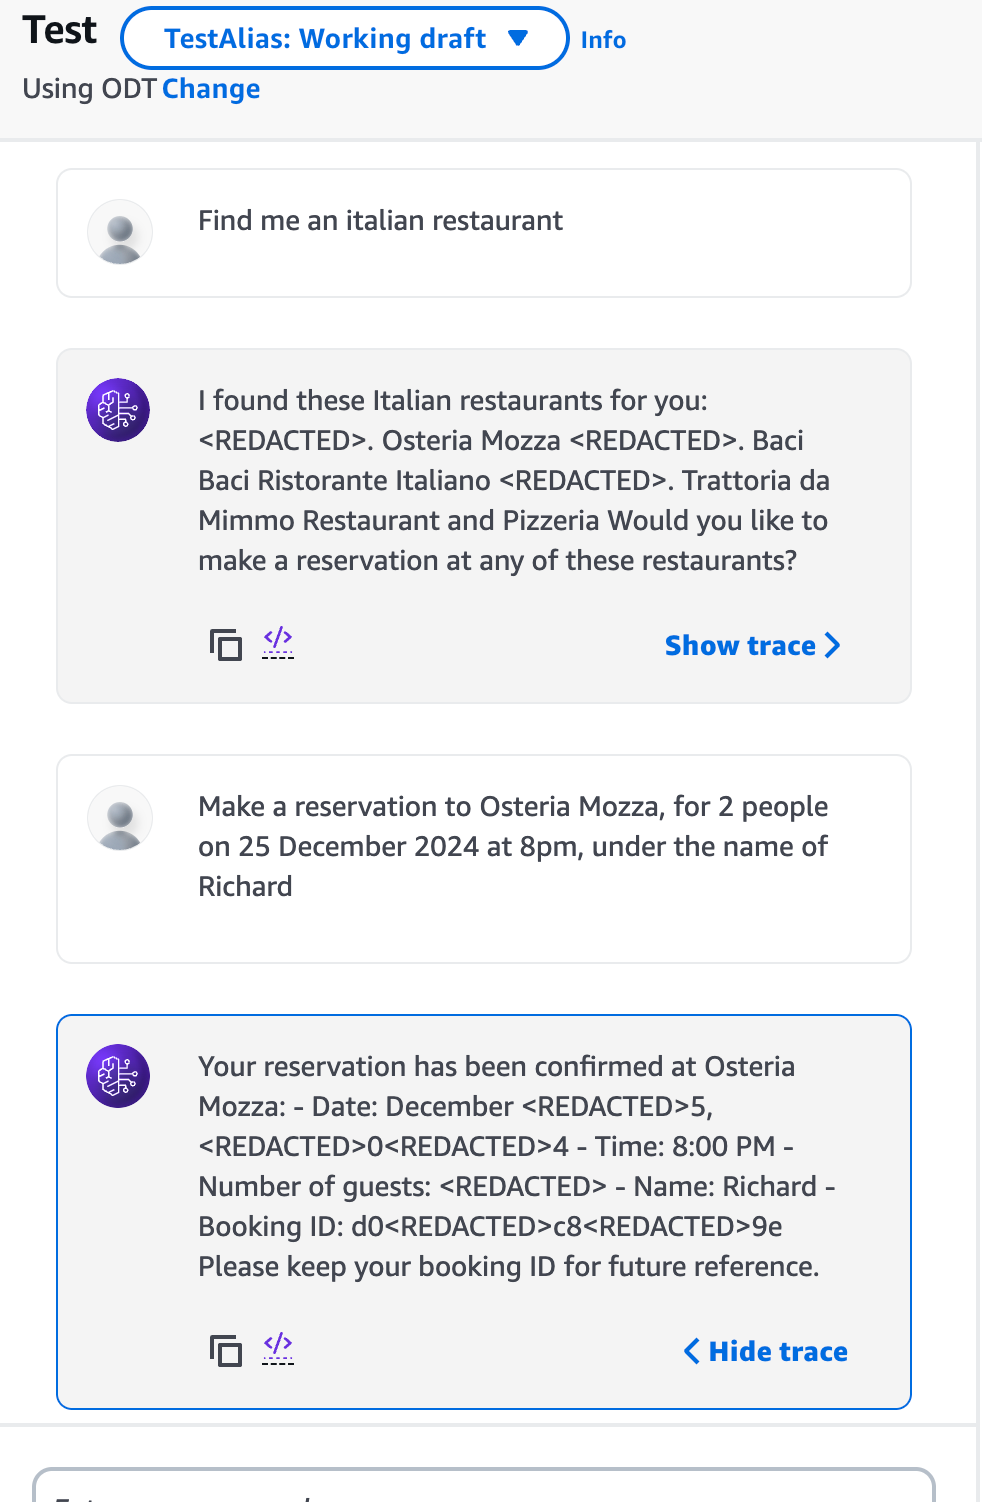 Test
TestAlias: Working draft
Info
Using ODT Change
Find me an italian restaurant
I found these Italian restaurants for you:
<REDACTED>. Osteria Mozza <REDACTED>. Baci
Baci Ristorante Italiano <REDACTED>. Trattoria da
Mimmo Restaurant and Pizzeria Would you like to
make a reservation at any of these restaurants?
</>
Show trace
Make a reservation to Osteria Mozza, for 2 people
on 25 December 2024 at 8pm, under the name of
Richard
Your reservation has been confirmed at Osteria
Mozza: - Date: December <REDACTED>5,
<REDACTED>0<REDACTED>4 - Time: 8:00 PM -
Number of guests: <REDACTED> - Name: Richard -
Booking ID: d0<REDACTED>c8<REDACTED>9e
Please keep your booking ID for future reference.
</>
Hide trace